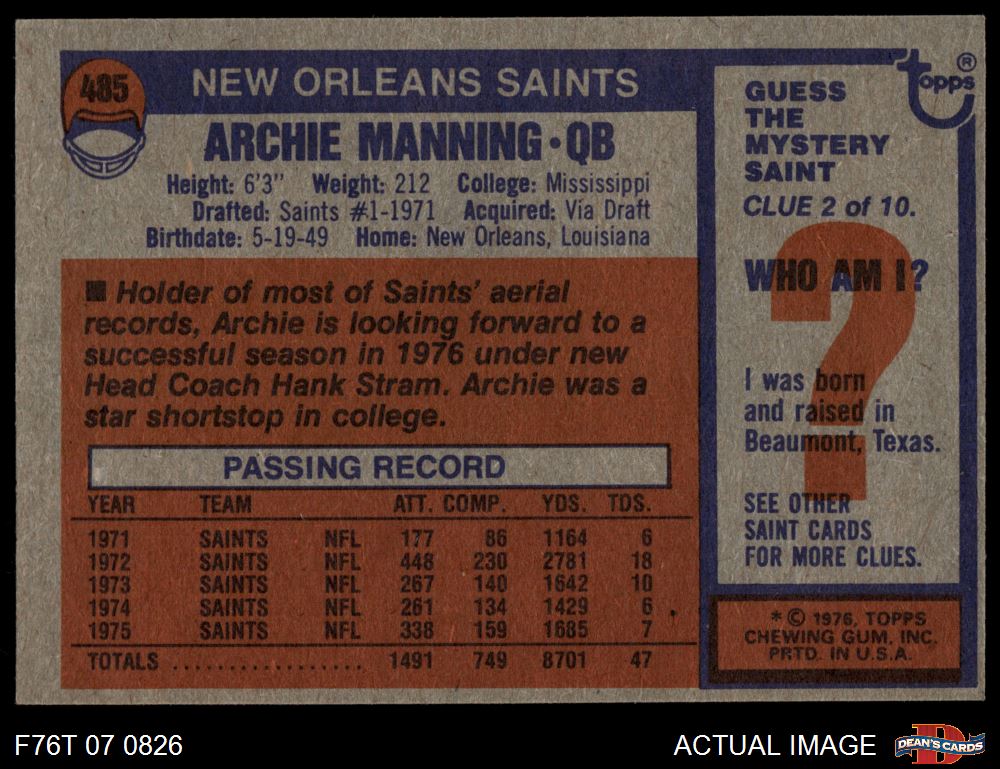 485
NEW ORLEANS SAINTS
ARCHIE MANNING • QB
Height: 6'3" Weight: 212 College: Mississippi
Drafted: Saints #1-1971 Acquired: Via Draft
Birthdate: 5-19-49 Home: New Orleans, Louisiana
■ Holder of most of Saints' aerial
records, Archie is looking forward to a
successful season in 1976 under new
Head Coach Hank Stram. Archie was a
star shortstop in college.
PASSING RECORD
YEAR TEAM ATT. COMP. YDS. TDS.
1971 SAINTS NFL 177 86 1164 6
1972 SAINTS NFL 448 230 2781 18
1973 SAINTS NFL 267 140 1642 10
1974 SAINTS NFL 261 134 1429 6
1975 SAINTS NFL 338 159 1685 7
TOTALS .................. 1491 749 8701 47
topps®
GUESS
THE
MYSTERY
SAINT
CLUE 2 of 10.
WHO AM I?
?
I was born
and raised in
Beaumont, Texas.
SEE OTHER
SAINT CARDS
FOR MORE CLUES.
* © 1976, TOPPS
CHEWING GUM, INC.
PRTD. IN U.S.A.
F76T 07 0826
ACTUAL IMAGE
D
DEAN'S CARDS